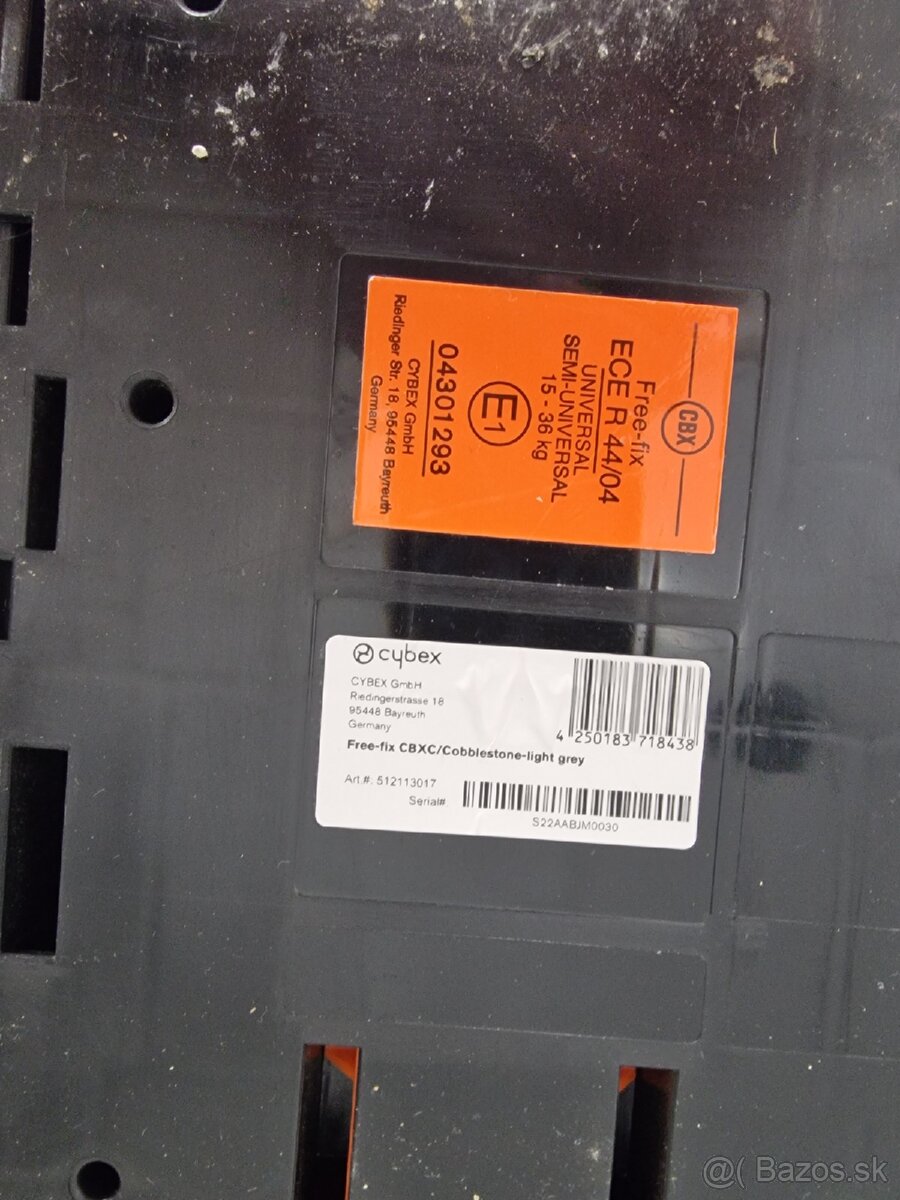 CBX
Free-fix
ECE R 44/04
UNIVERSAL
SEMI-UNIVERSAL
15 - 36 kg
E1
04301293
CYBEX GmbH
Riedinger Str. 18, 95448 Bayreuth
Germany
cybex
CYBEX GmbH
Riedingerstrasse 18
95448 Bayreuth
Germany
4 250183 718438
Free-fix CBXC/Cobblestone-light grey
Art.#: 512113017
Serial#
S22AABJM0030
@( Bazos.sk